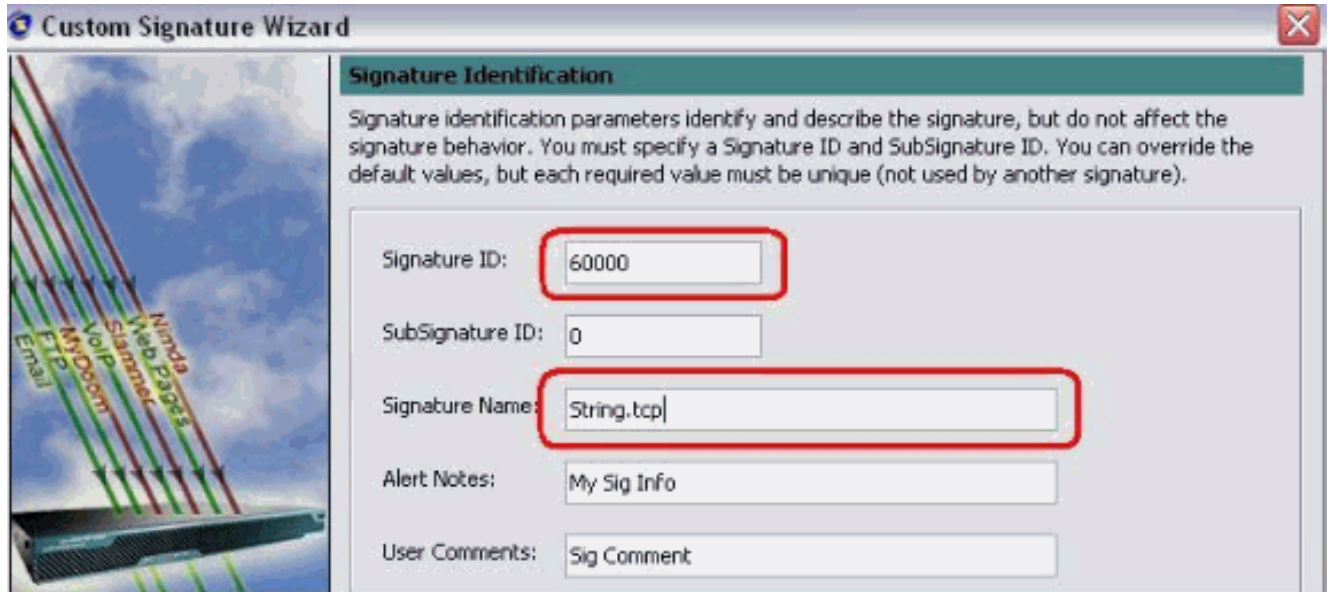 Custom Signature Wizard
Signature Identification
Signature identification parameters identify and describe the signature, but do not affect the
signature behavior. You must specify a Signature ID and SubSignature ID. You can override the
default values, but each required value must be unique (not used by another signature).
Signature ID: 60000
SubSignature ID: 0
Signature Name: String.tcp
Alert Notes: My Sig Info
User Comments: Sig Comment
Nimda
Web Pages
Slammer
VoIP
MyDoom
FTP
Email